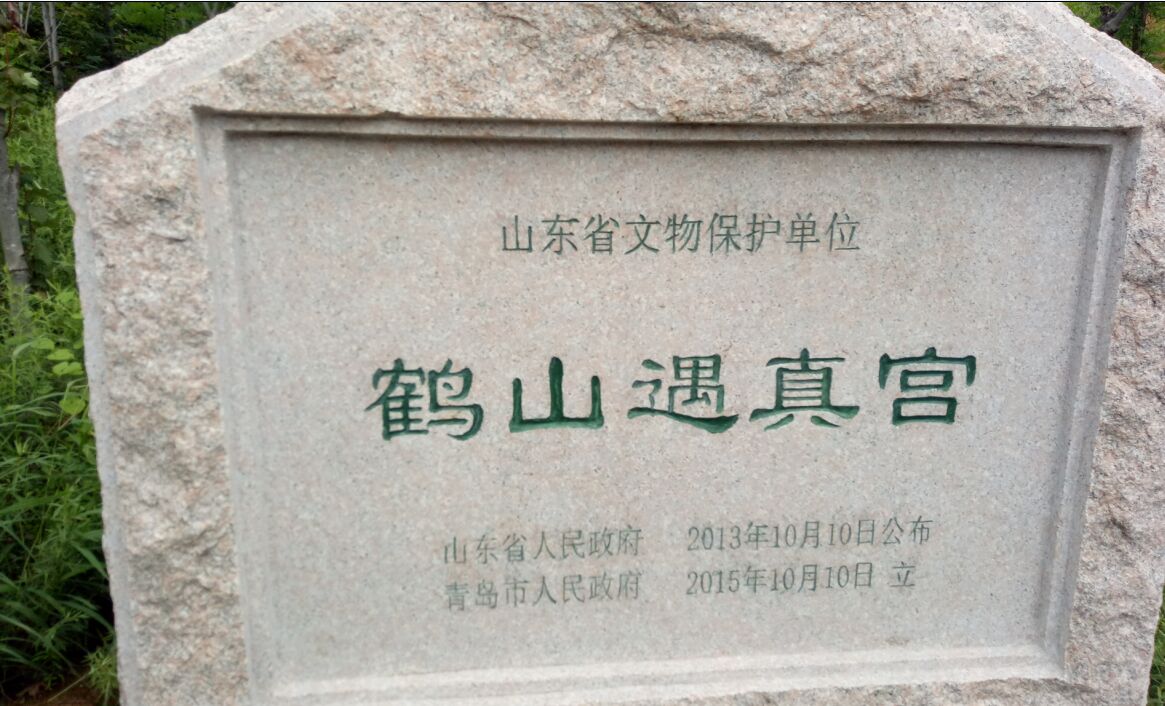 山东省文物保护单位
鹤山遇真宫
山东省人民政府 2013年10月10日公布
青岛市人民政府 2015年10月10日 立